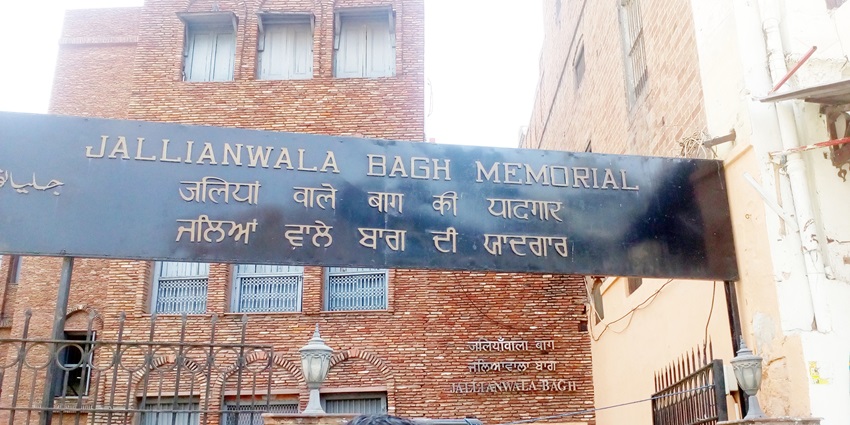 JALLIANWALA BAGH MEMORIAL
जलियां वाले बाग की यादगार
ਜਲਿਆਂ ਵਾਲੇ ਬਾਗ ਦੀ ਯਾਦਗਾਰ
जलियाँवाला बाग
ਜਲਿਆਂਵਾਲਾ ਬਾਗ
JALLIANWALA BAGH